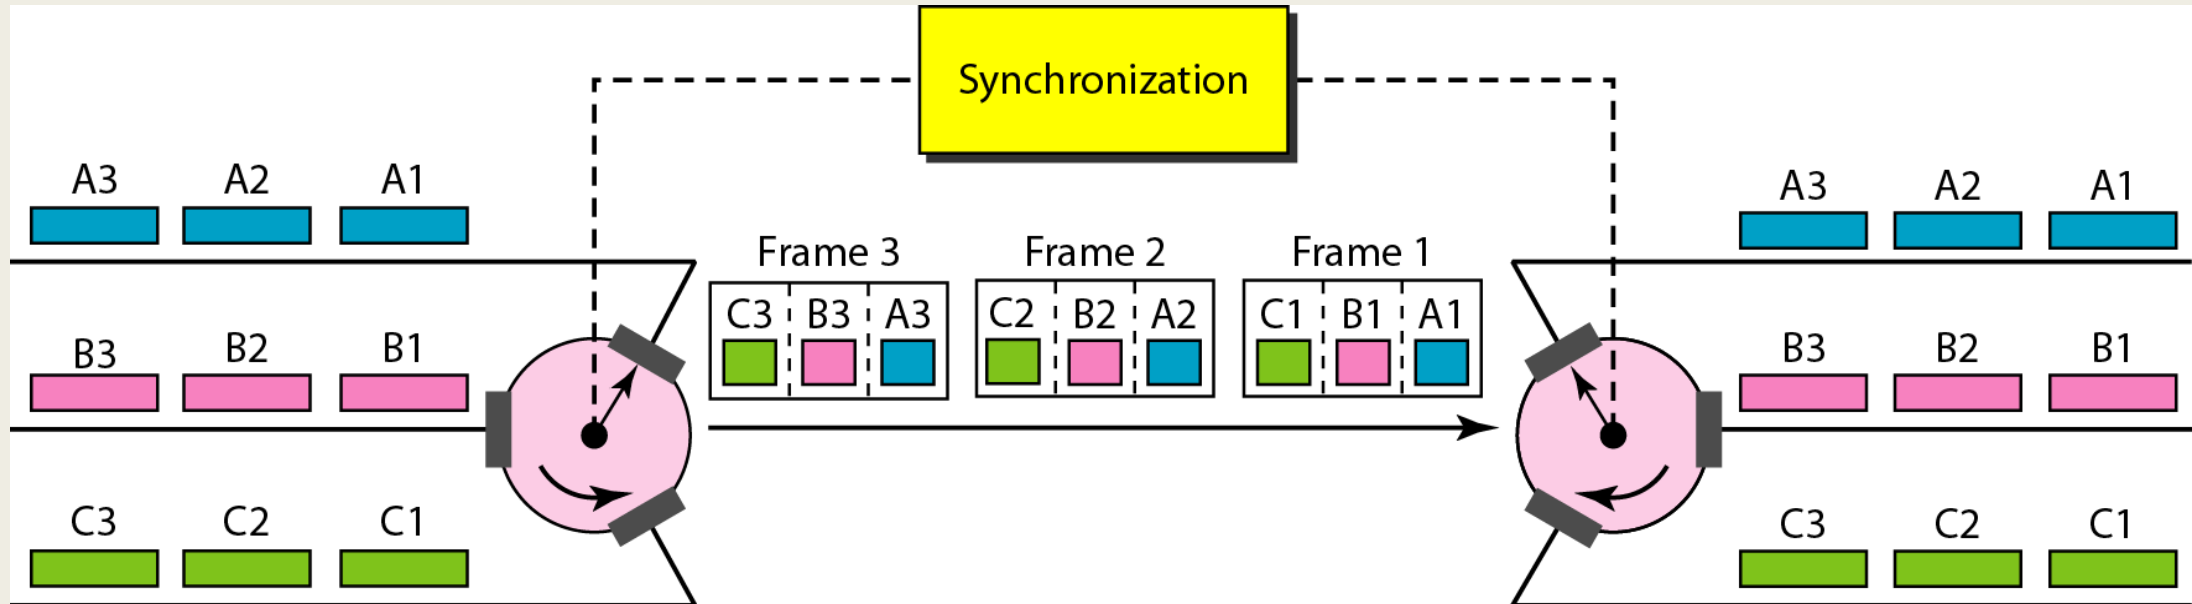 Synchronization
A3 A2 A1
A3 A2 A1
Frame 3 Frame 2 Frame 1
C3 B3 A3 C2 B2 A2 C1 B1 A1
B3 B2 B1
B3 B2 B1
C3 C2 C1
C3 C2 C1